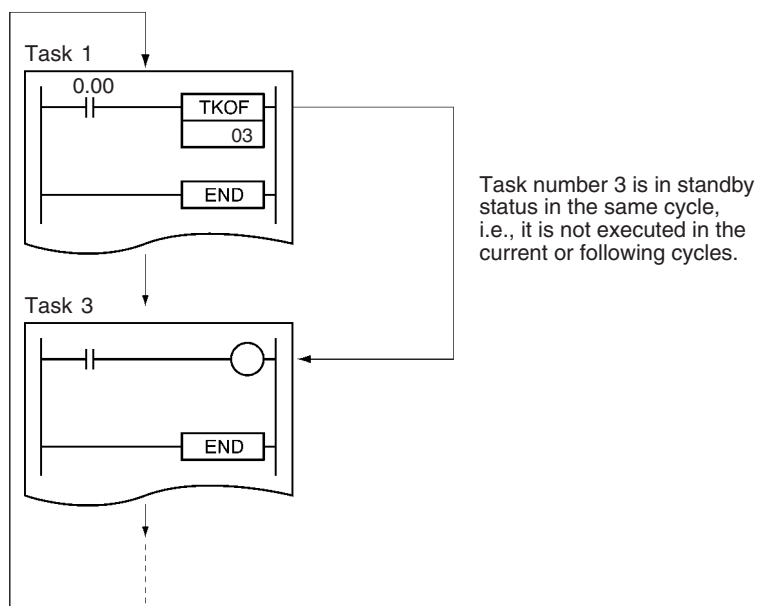 Task 1
0.00
TKOF
03
END
Task number 3 is in standby
status in the same cycle,
i.e., it is not executed in the
current or following cycles.
Task 3
END